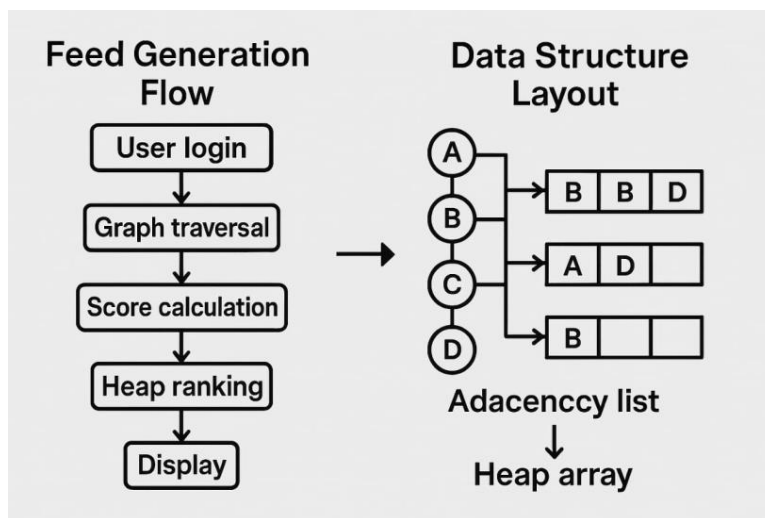 Feed Generation
Flow
User login
Graph traversal
Score calculation
Heap ranking
Display
Data Structure
Layout
A
B
C
D
B B D
A D
B
Adacenccy list
Heap array